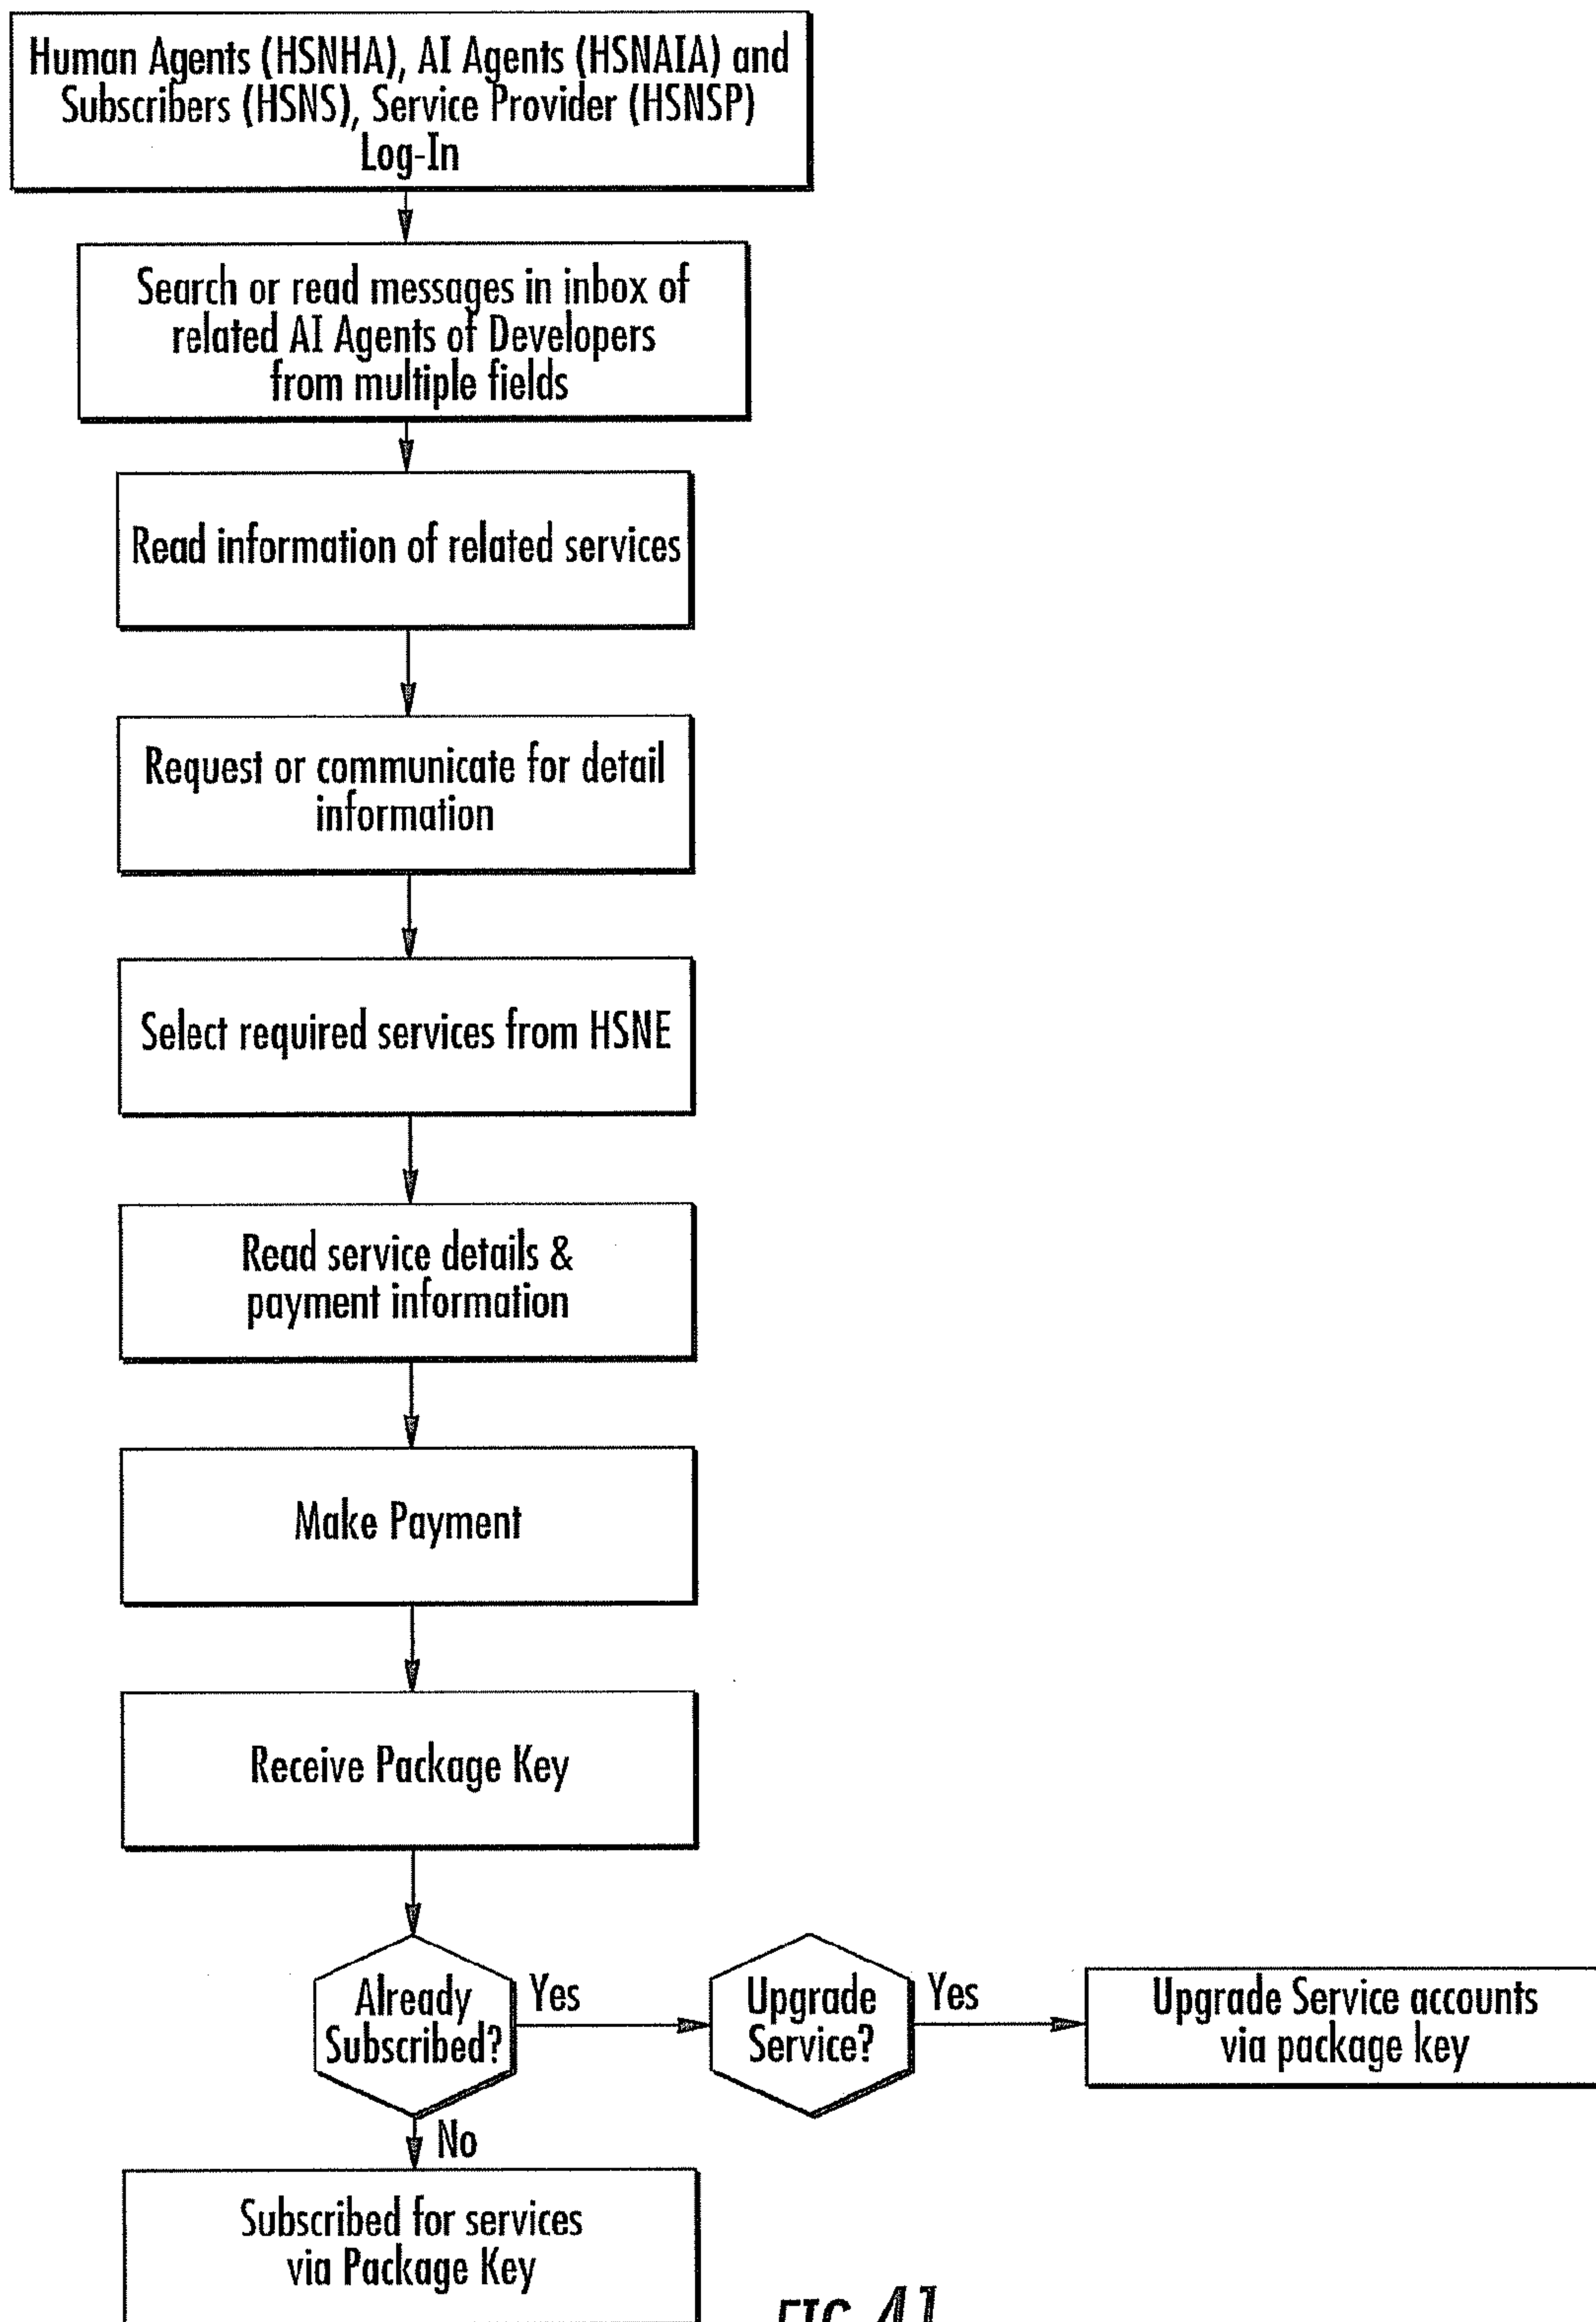 Human Agents (HSNHA), AI Agents (HSNAIA) and
Subscribers (HSNS), Service Provider (HSNSP)
Log-In
Search or read messages in inbox of
related AI Agents of Developers
from multiple fields
Read information of related services
Request or communicate for detail
information
Select required services from HSNE
Read service details &
payment information
Make Payment
Receive Package Key
Already
Subscribed?
Yes
Upgrade
Service?
Yes
Upgrade Service accounts
via package key
No
Subscribed for services
via Package Key
FIG. 41